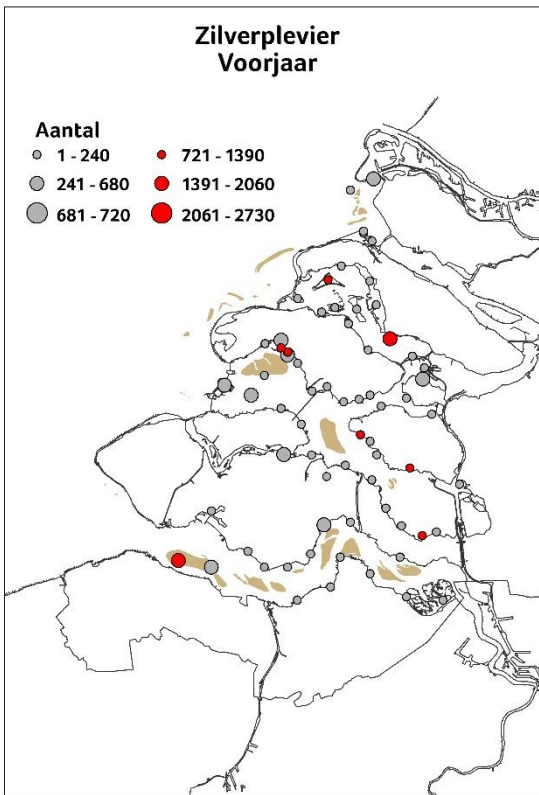 Zilverplevier
Voorjaar
Aantal
1 - 240
721 - 1390
241 - 680
1391 - 2060
681 - 720
2061 - 2730